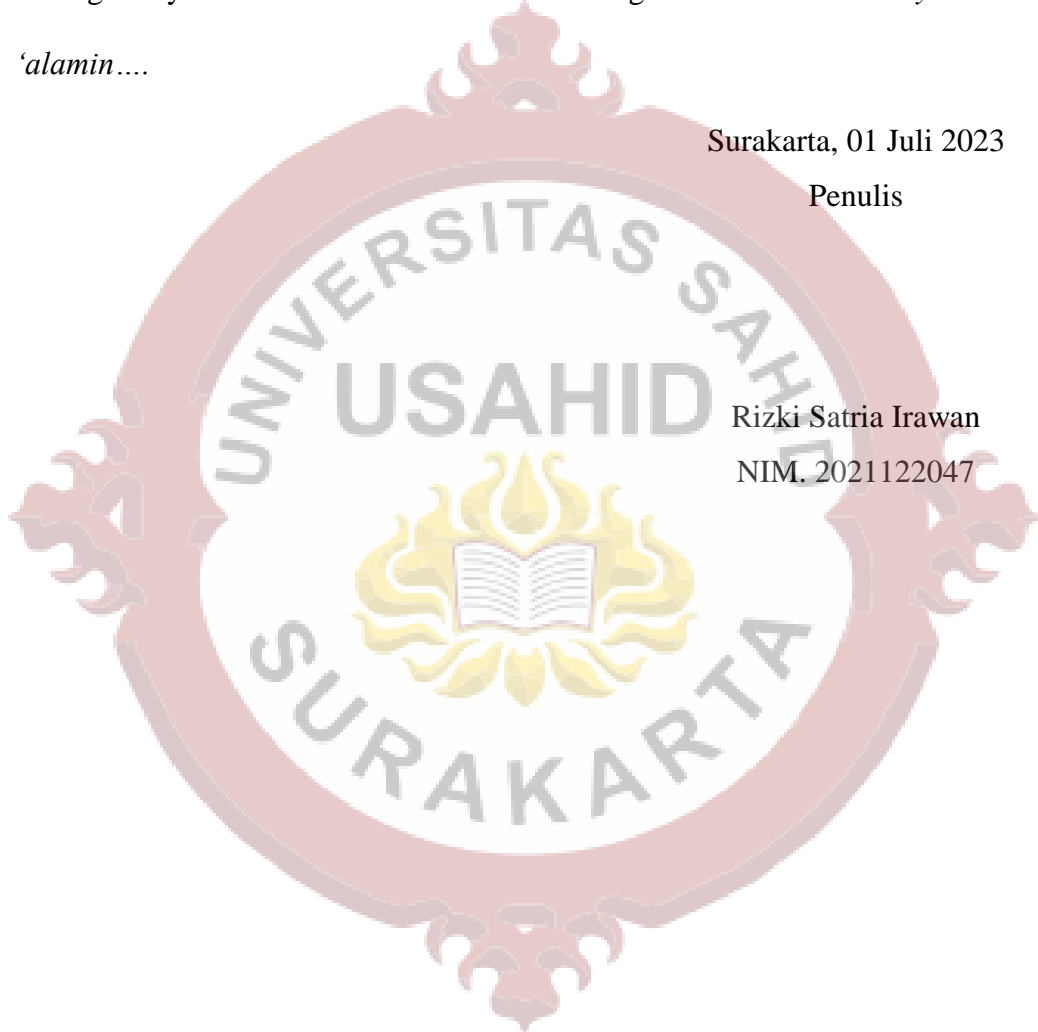 ‘alamin….
Surakarta, 01 Juli 2023
Penulis
UNIVERSITAS SAHID
USAHID
Rizki Satria Irawan
NIM. 2021122047
SURAKARTA